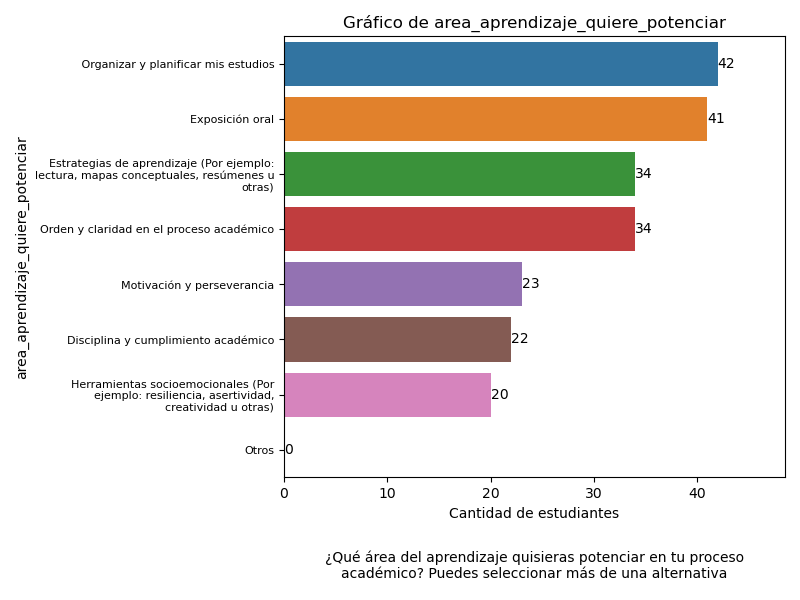 Gráfico de area_aprendizaje_quiere_potenciar
area_aprendizaje_quiere_potenciar
Organizar y planificar mis estudios
42
Exposición oral
41
Estrategias de aprendizaje (Por ejemplo:
lectura, mapas conceptuales, resúmenes u
otras)
34
Orden y claridad en el proceso académico
34
Motivación y perseverancia
23
Disciplina y cumplimiento académico
22
Herramientas socioemocionales (Por
ejemplo: resiliencia, asertividad,
creatividad u otras)
20
Otros
0
0 10 20 30 40
Cantidad de estudiantes
¿Qué área del aprendizaje quisieras potenciar en tu proceso
académico? Puedes seleccionar más de una alternativa